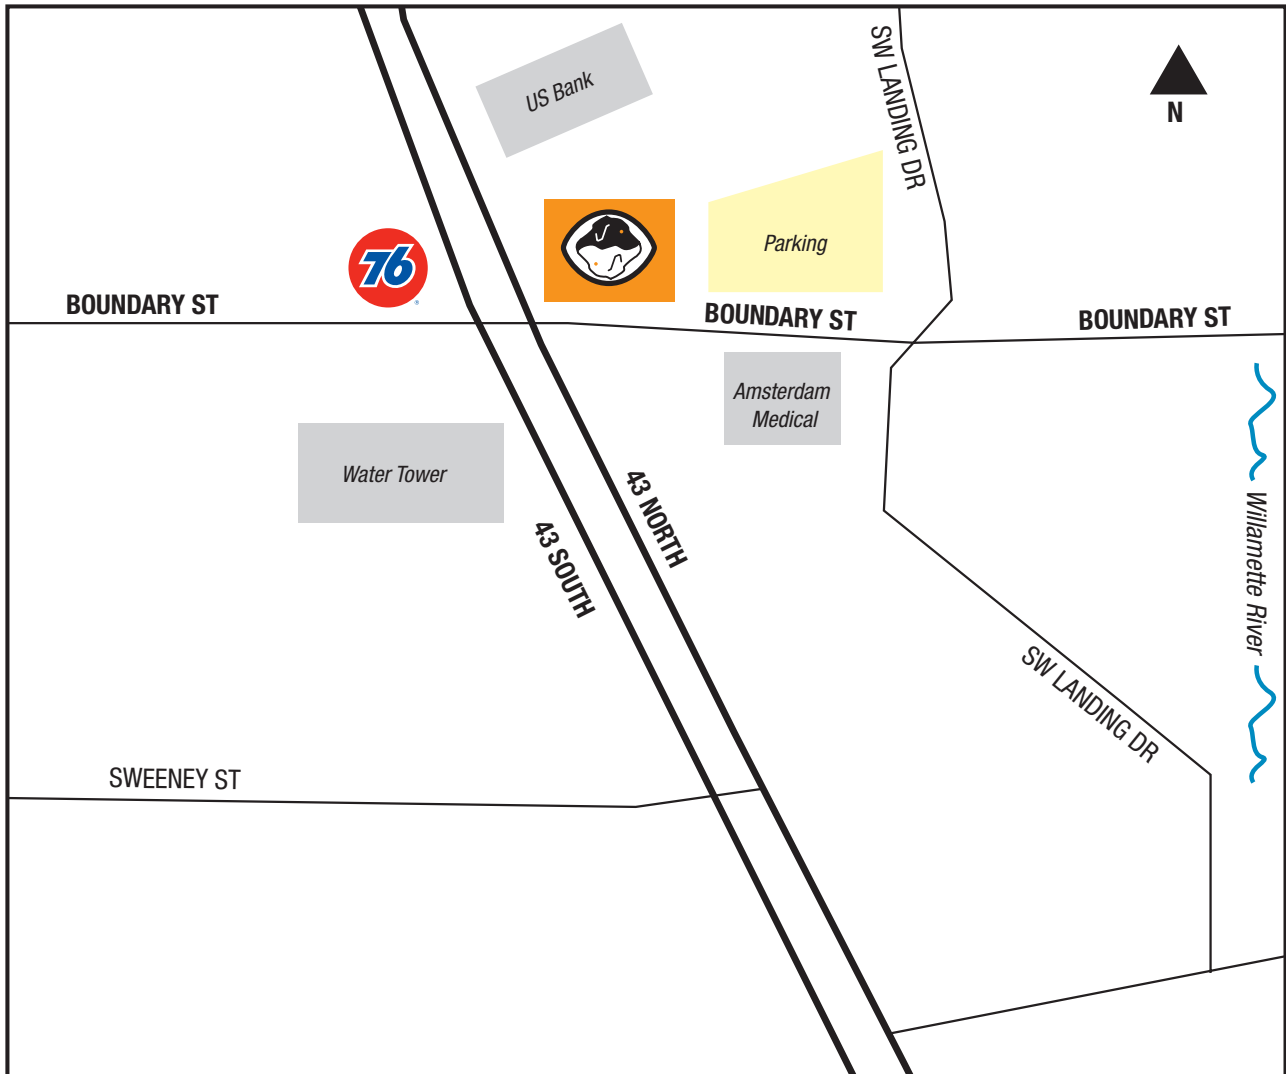 SW LANDING DR
US Bank
N
76
Parking
BOUNDARY ST
BOUNDARY ST
BOUNDARY ST
Amsterdam
Medical
Water Tower
43 NORTH
43 SOUTH
Willamette River
SW LANDING DR
SWEENEY ST